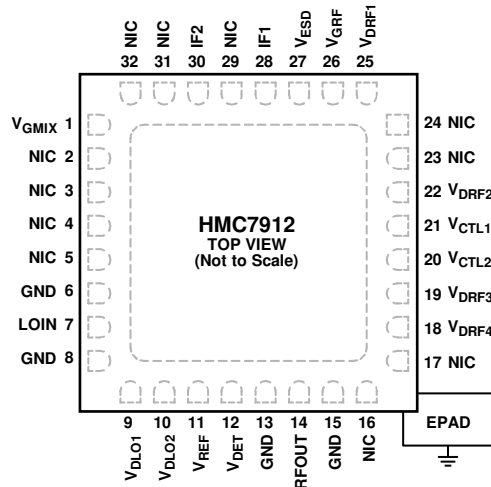 32 NIC
31 NIC
30 IF2
29 NIC
28 IF1
27 VESD
26 VGRF
25 VDRF1
VGMIX 1
NIC 2
NIC 3
NIC 4
NIC 5
GND 6
LOIN 7
GND 8
HMC7912
TOP VIEW
(Not to Scale)
24 NIC
23 NIC
22 VDRF2
21 VCTL1
20 VCTL2
19 VDRF3
18 VDRF4
17 NIC
9 VDLO1
10 VDLO2
11 VREF
12 VDET
13 GND
14 RFOUT
15 GND
16 NIC
EPAD